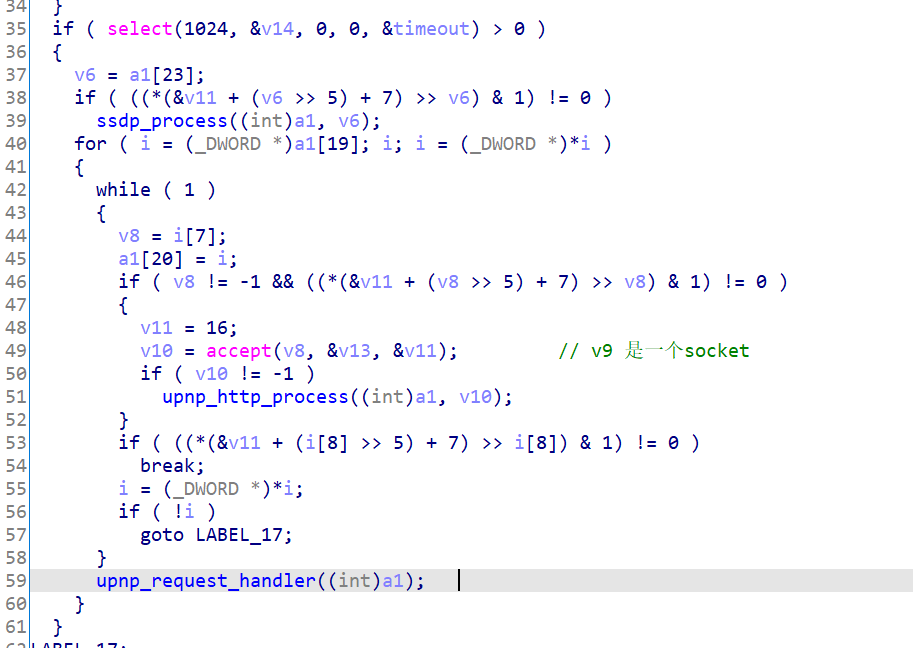 34   }
35   if ( select(1024, &v14, 0, 0, &timeout) > 0 )
36   {
37     v6 = a1[23];
38     if ( ((*(&v11 + (v6 >> 5) + 7) >> v6) & 1) != 0 )
39       ssdp_process((int)a1, v6);
40     for ( i = (_DWORD *)a1[19]; i; i = (_DWORD *)*i )
41     {
42       while ( 1 )
43       {
44         v8 = i[7];
45         a1[20] = i;
46         if ( v8 != -1 && ((*(&v11 + (v8 >> 5) + 7) >> v8) & 1) != 0 )
47         {
48           v11 = 16;
49           v10 = accept(v8, &v13, &v11);         // v9 是一个socket
50           if ( v10 != -1 )
51             upnp_http_process((int)a1, v10);
52         }
53         if ( ((*(&v11 + (i[8] >> 5) + 7) >> i[8]) & 1) != 0 )
54           break;
55         i = (_DWORD *)*i;
56         if ( !i )
57           goto LABEL_17;
58       }
59       upnp_request_handler((int)a1);
60     }
61   }